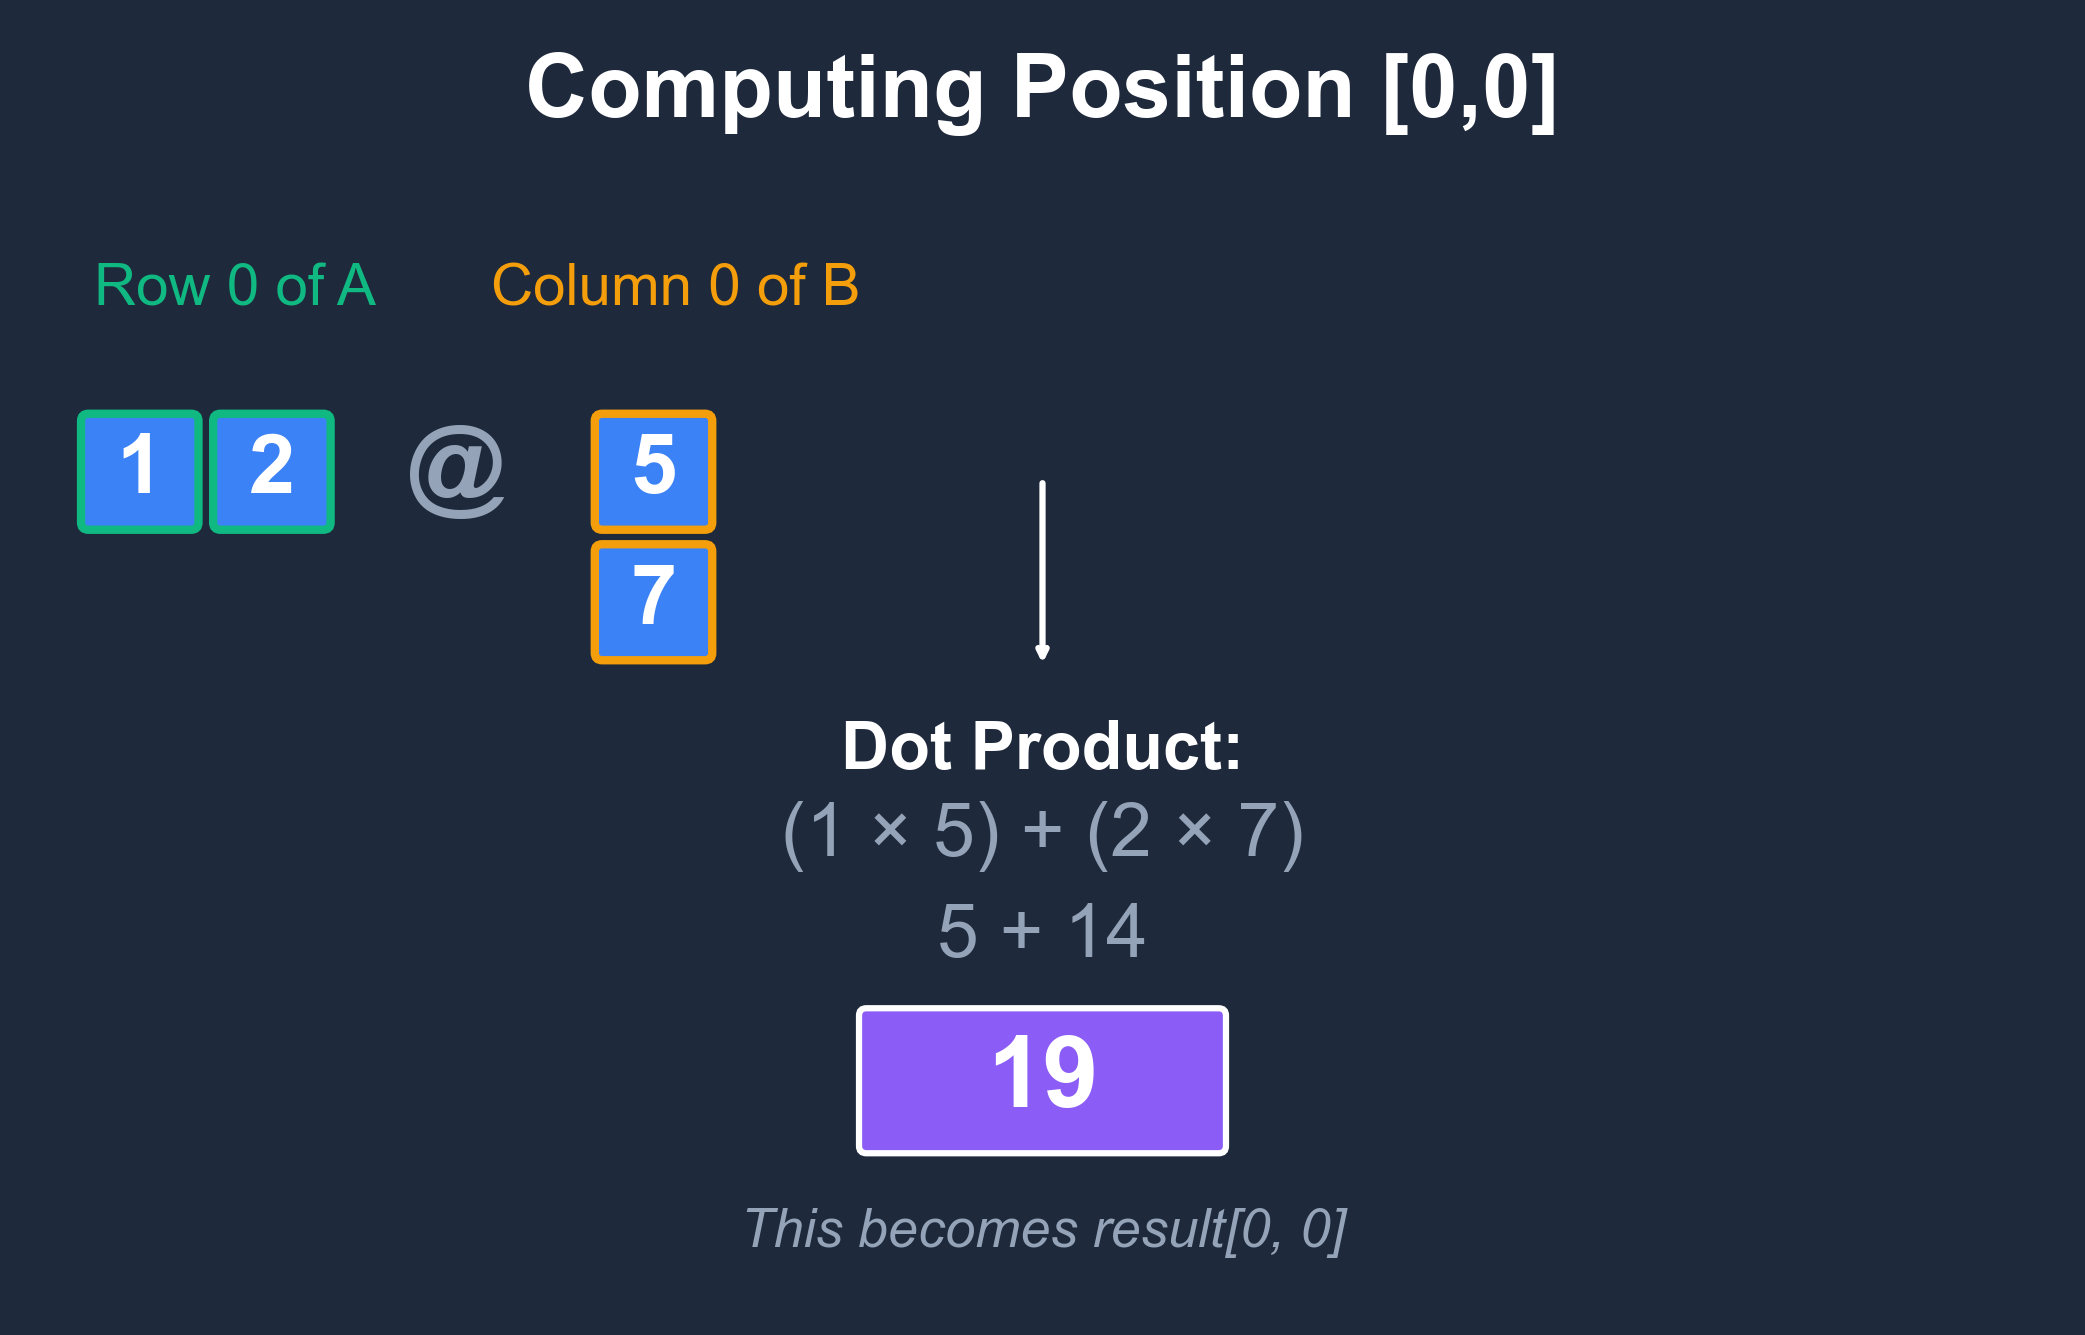 Computing Position [0,0]
Row 0 of A
Column 0 of B
1 2 @ 5
7
Dot Product:
(1 × 5) + (2 × 7)
5 + 14
19
This becomes result[0, 0]